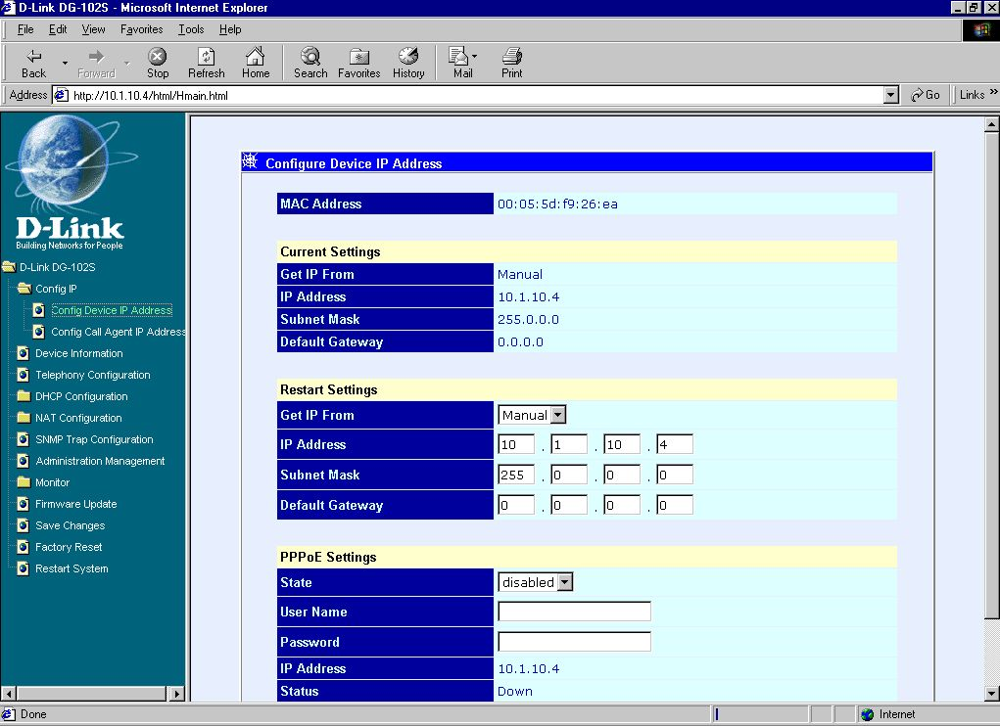 D-Link DG-102S - Microsoft Internet Explorer
File Edit View Favorites Tools Help
Back Forward Stop Refresh Home Search Favorites History Mail Print
Address http://10.1.10.4/html/Hmain.html Go Links »
D-Link
Building Networks for People
D-Link DG-102S
Config IP
Config Device IP Address
Config Call Agent IP Address
Device Information
Telephony Configuration
DHCP Configuration
NAT Configuration
SNMP Trap Configuration
Administration Management
Monitor
Firmware Update
Save Changes
Factory Reset
Restart System
Configure Device IP Address
MAC Address 00:05:5d:f9:26:ea
Current Settings
Get IP From Manual
IP Address 10.1.10.4
Subnet Mask 255.0.0.0
Default Gateway 0.0.0.0
Restart Settings
Get IP From Manual
IP Address 10 . 1 . 10 . 4
Subnet Mask 255 . 0 . 0 . 0
Default Gateway 0 . 0 . 0 . 0
PPPoE Settings
State disabled
User Name
Password
IP Address 10.1.10.4
Status Down
Done Internet